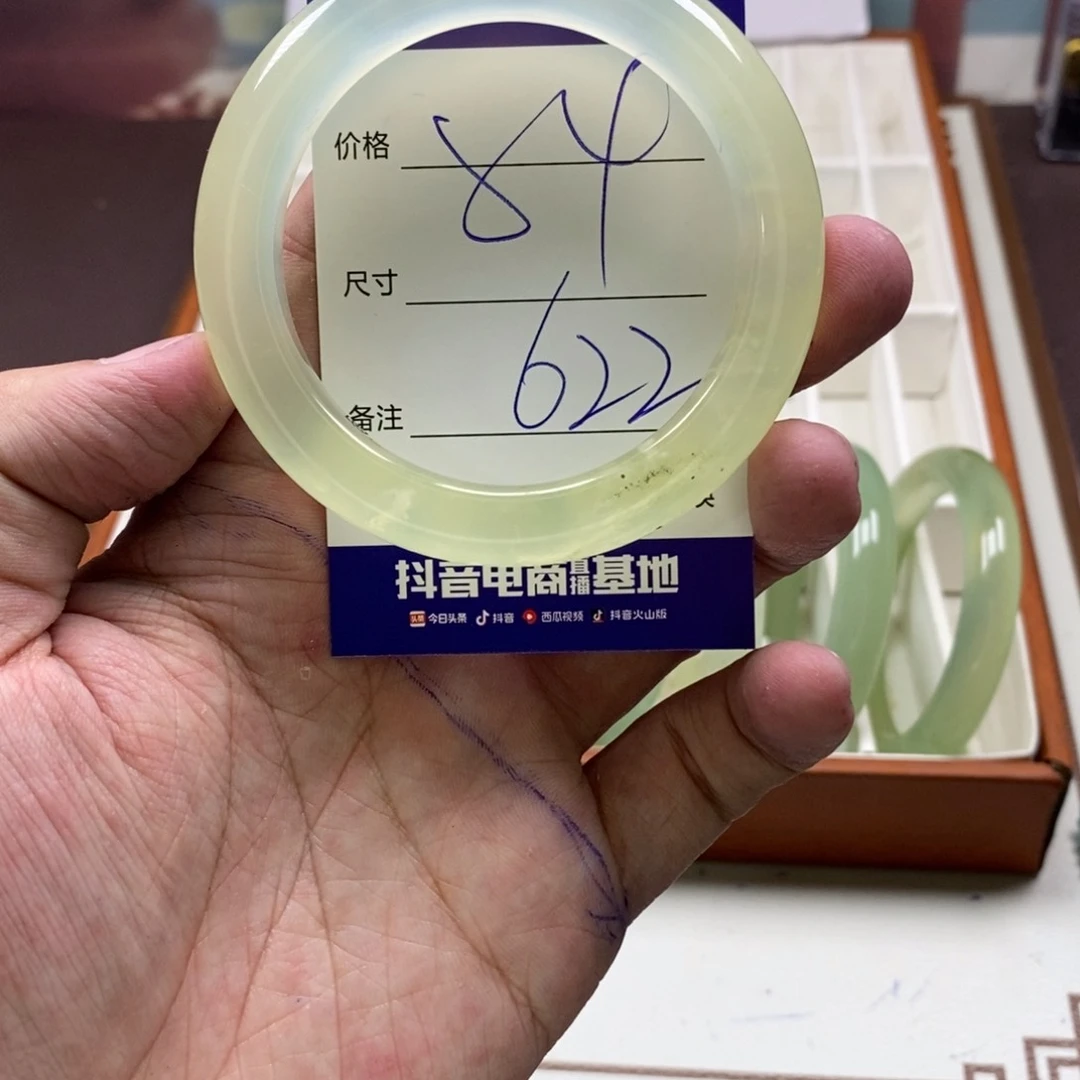 价格 84
尺寸
622
备注
抖音电商直播基地
今日头条 抖音 西瓜视频 抖音火山版